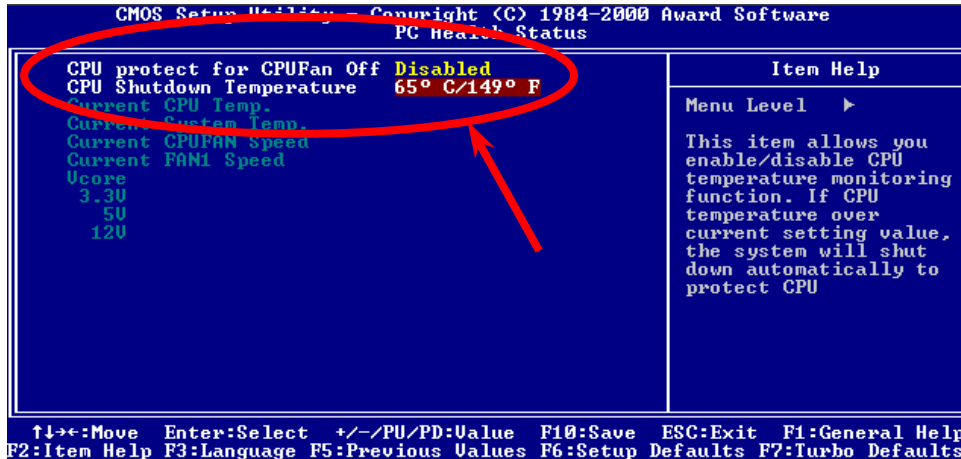 CMOS Setup Utility – Copyright (C) 1984-2000 Award Software
PC Health Status
CPU protect for CPUFan Off Disabled
CPU Shutdown Temperature 65º C/149º F
Current CPU Temp.
Current System Temp.
Current CPUFAN Speed
Current FAN1 Speed
Vcore
3.3V
5V
12V
Item Help
Menu Level ►
This item allows you
enable/disable CPU
temperature monitoring
function. If CPU
temperature over
current setting value,
the system will shut
down automatically to
protect CPU
↑↓→←:Move Enter:Select +/-/PU/PD:Value F10:Save ESC:Exit F1:General Help
F2:Item Help F3:Language F5:Previous Values F6:Setup Defaults F7:Turbo Defaults